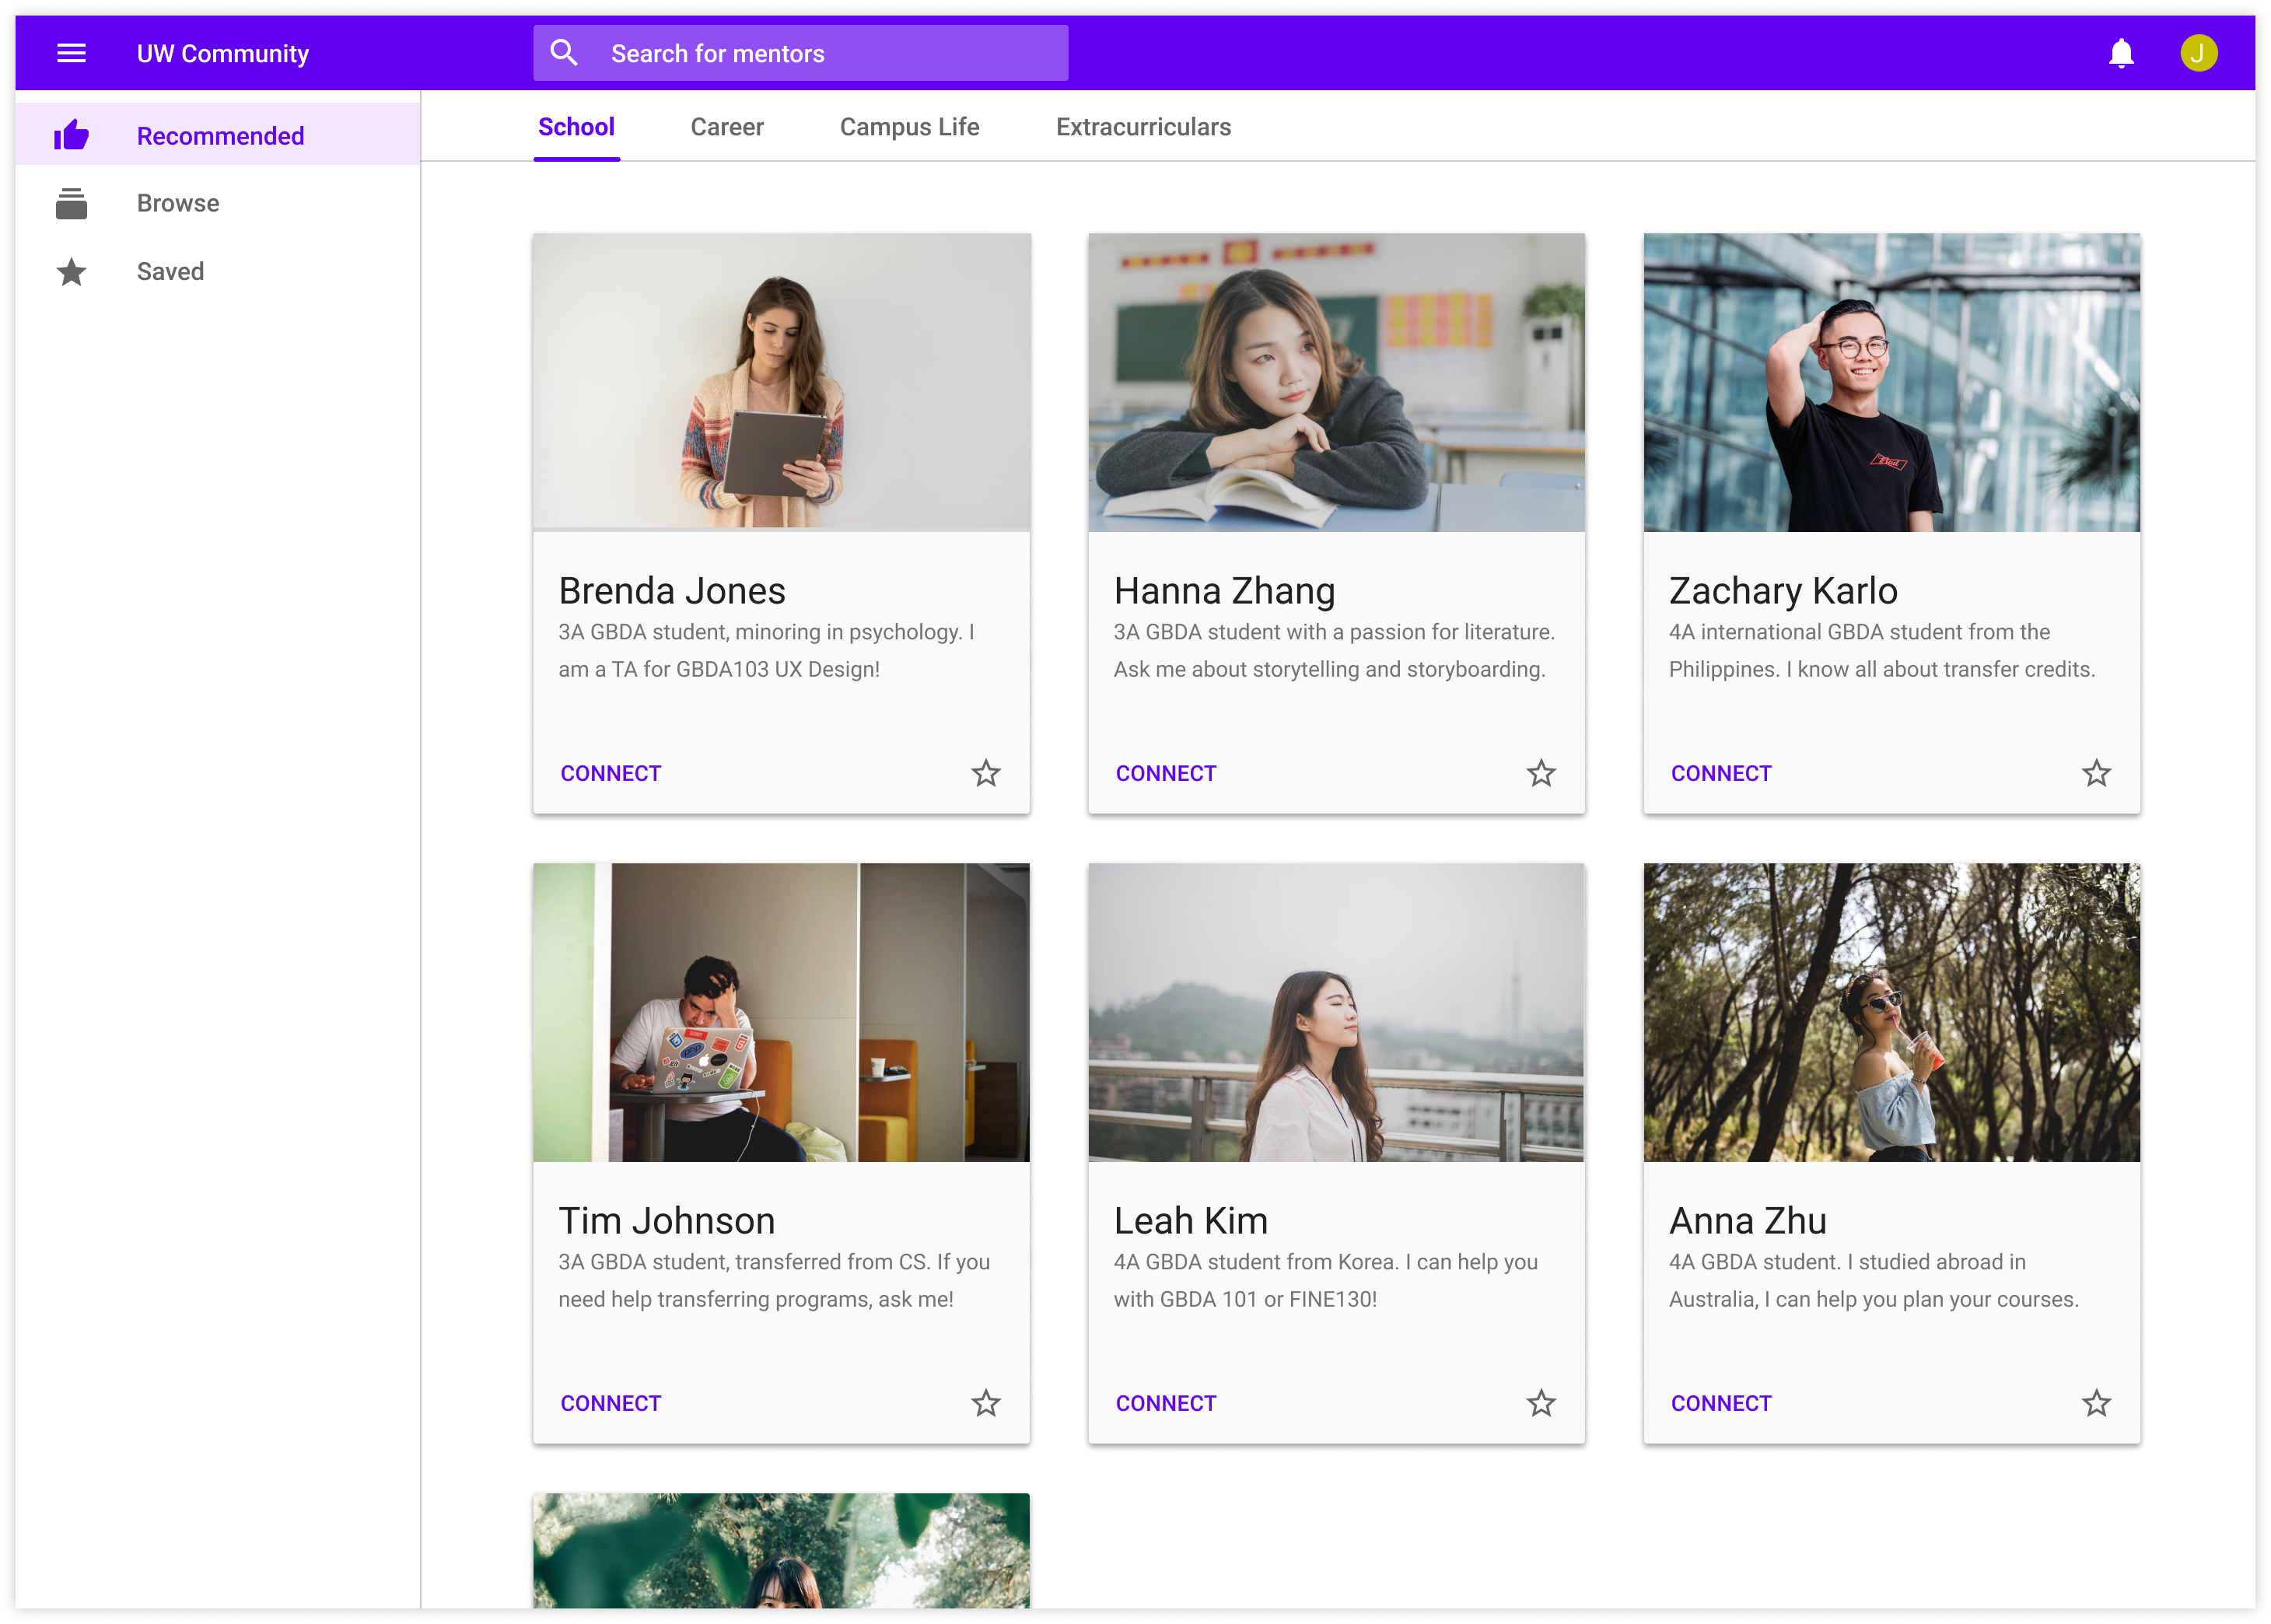 UW Community
Search for mentors
J
Recommended
Browse
Saved
School
Career
Campus Life
Extracurriculars
Brenda Jones
3A GBDA student, minoring in psychology. I
am a TA for GBDA103 UX Design!
CONNECT
Hanna Zhang
3A GBDA student with a passion for literature.
Ask me about storytelling and storyboarding.
CONNECT
Bud
Zachary Karlo
4A international GBDA student from the
Philippines. I know all about transfer credits.
CONNECT
php
Tim Johnson
3A GBDA student, transferred from CS. If you
need help transferring programs, ask me!
CONNECT
Leah Kim
4A GBDA student from Korea. I can help you
with GBDA 101 or FINE130!
CONNECT
Anna Zhu
4A GBDA student. I studied abroad in
Australia, I can help you plan your courses.
CONNECT